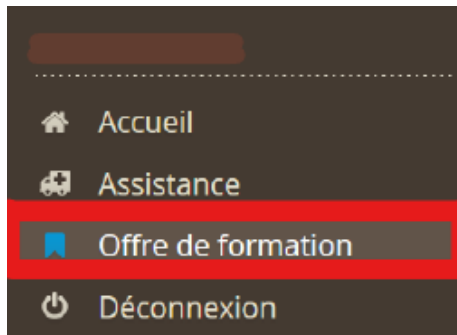 Accueil
Assistance
Offre de formation
Déconnexion